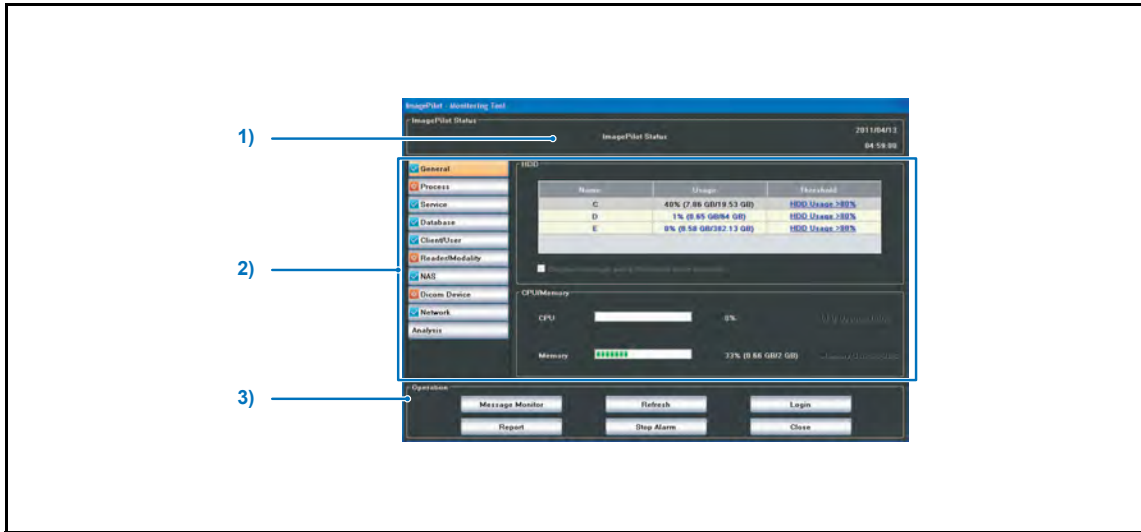 ImagePilot - Monitoring Tool
ImagePilot Status
1)
ImagePilot Status
2011/04/13
04:59:00
2)
General
Process
Service
Database
Client/User
Reader/Modality
NAS
Dicom Device
Network
Analysis
HDD
Name Usage Threshold
C 40% (7.86 GB/19.53 GB) HDD Usage >80%
D 1% (0.65 GB/64 GB) HDD Usage >80%
E 0% (0.58 GB/382.13 GB) HDD Usage >80%
CPU/Memory
CPU 0%
Memory 33% (0.66 GB/2 GB)
3)
Operation
Message Monitor Refresh Login
Report Stop Alarm Close